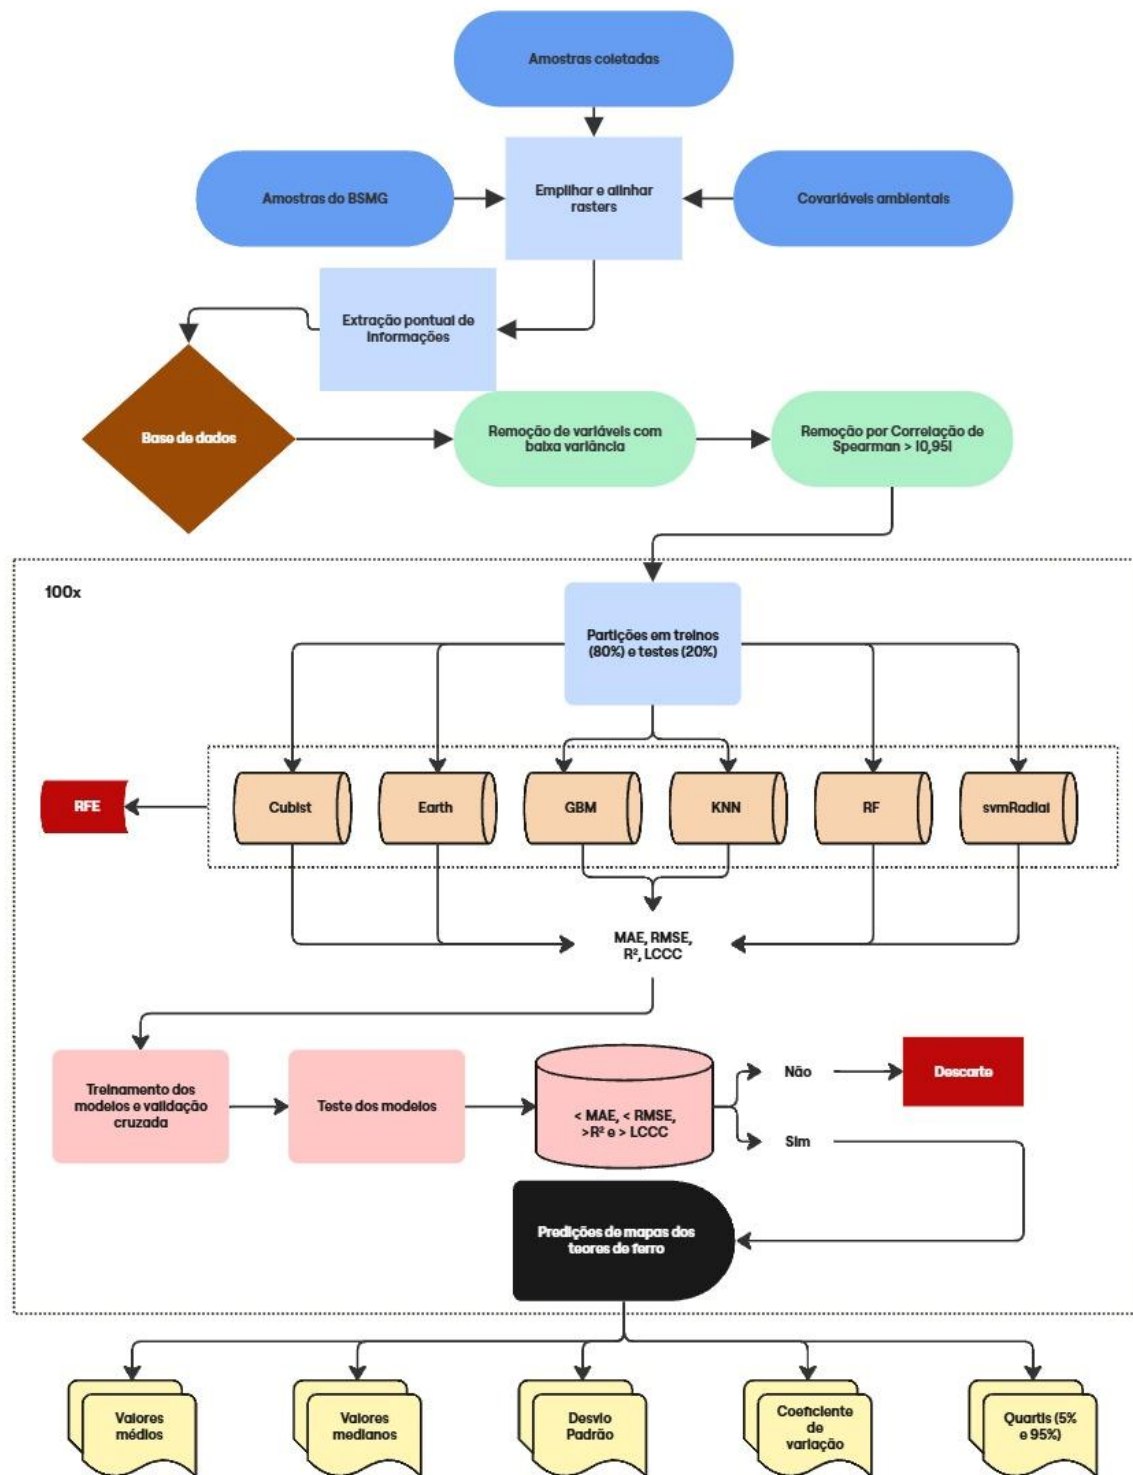 Amostras coletadas
Amostras do BSMG
Empilhar e alinhar
rasters
Covariáveis ambientais
Extração pontual de
informações
Base de dados
Remoção de variáveis com
baixa variância
Remoção por Correlação de
Spearman > |0,95|
100x
Partições em treinos
(80%) e testes (20%)
RFE
Cubist
Earth
GBM
KNN
RF
svmRadial
MAE, RMSE,
R², LCCC
Treinamento dos
modelos e validação
cruzada
Teste dos modelos
< MAE, < RMSE,
>R² e > LCCC
Não
Descarte
Sim
Predições de mapas dos
teores de ferro
Valores
médios
Valores
medianos
Desvio
Padrão
Coeficiente
de
variação
Quartis (5%
e 95%)